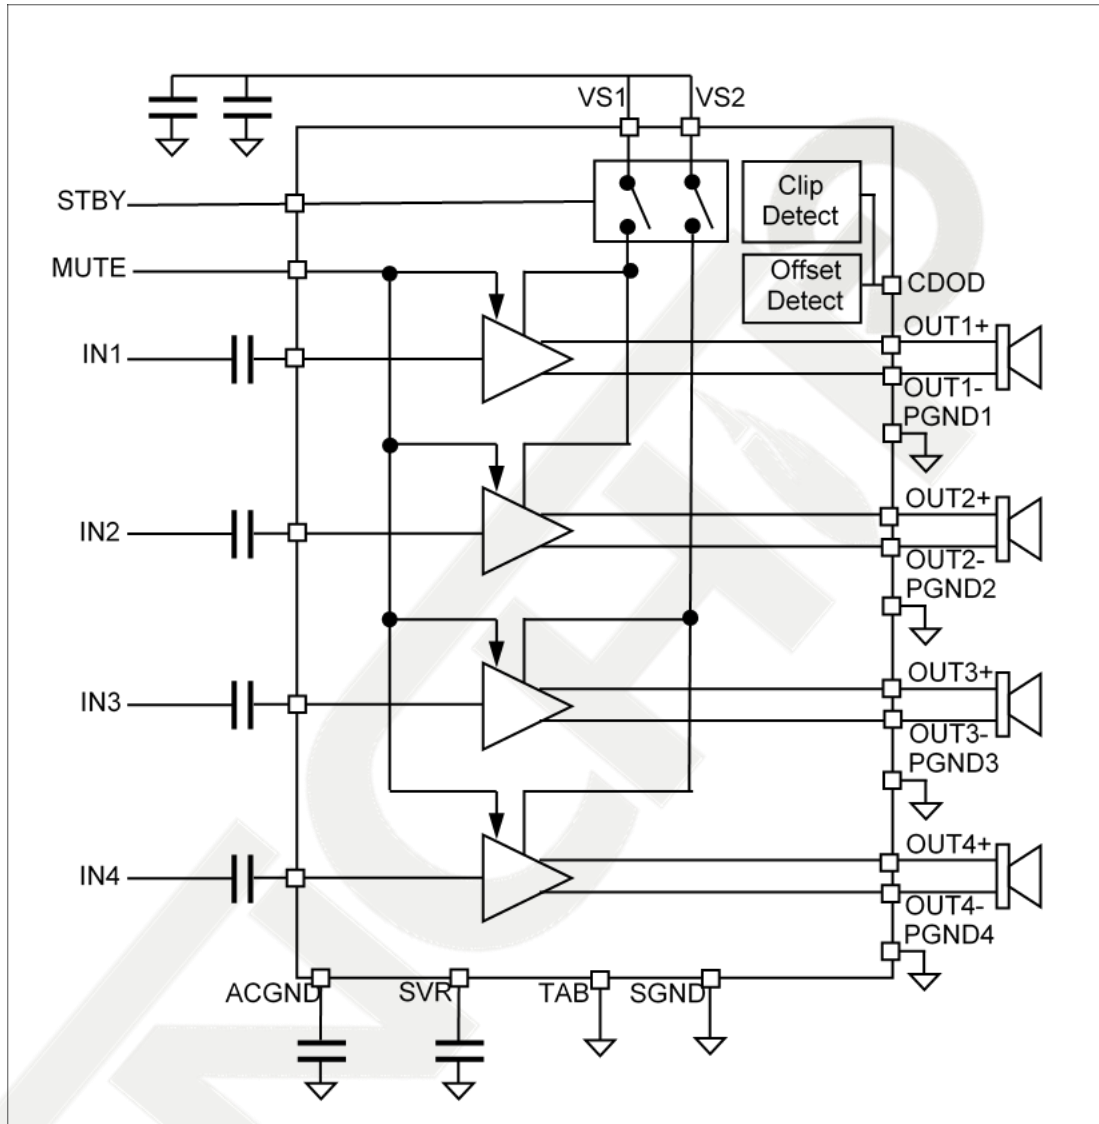 VS1
VS2
STBY
Clip
Detect
MUTE
Offset
Detect
CDOD
IN1
OUT1+
OUT1-
PGND1
IN2
OUT2+
OUT2-
PGND2
IN3
OUT3+
OUT3-
PGND3
IN4
OUT4+
OUT4-
PGND4
ACGND
SVR
TAB
SGND